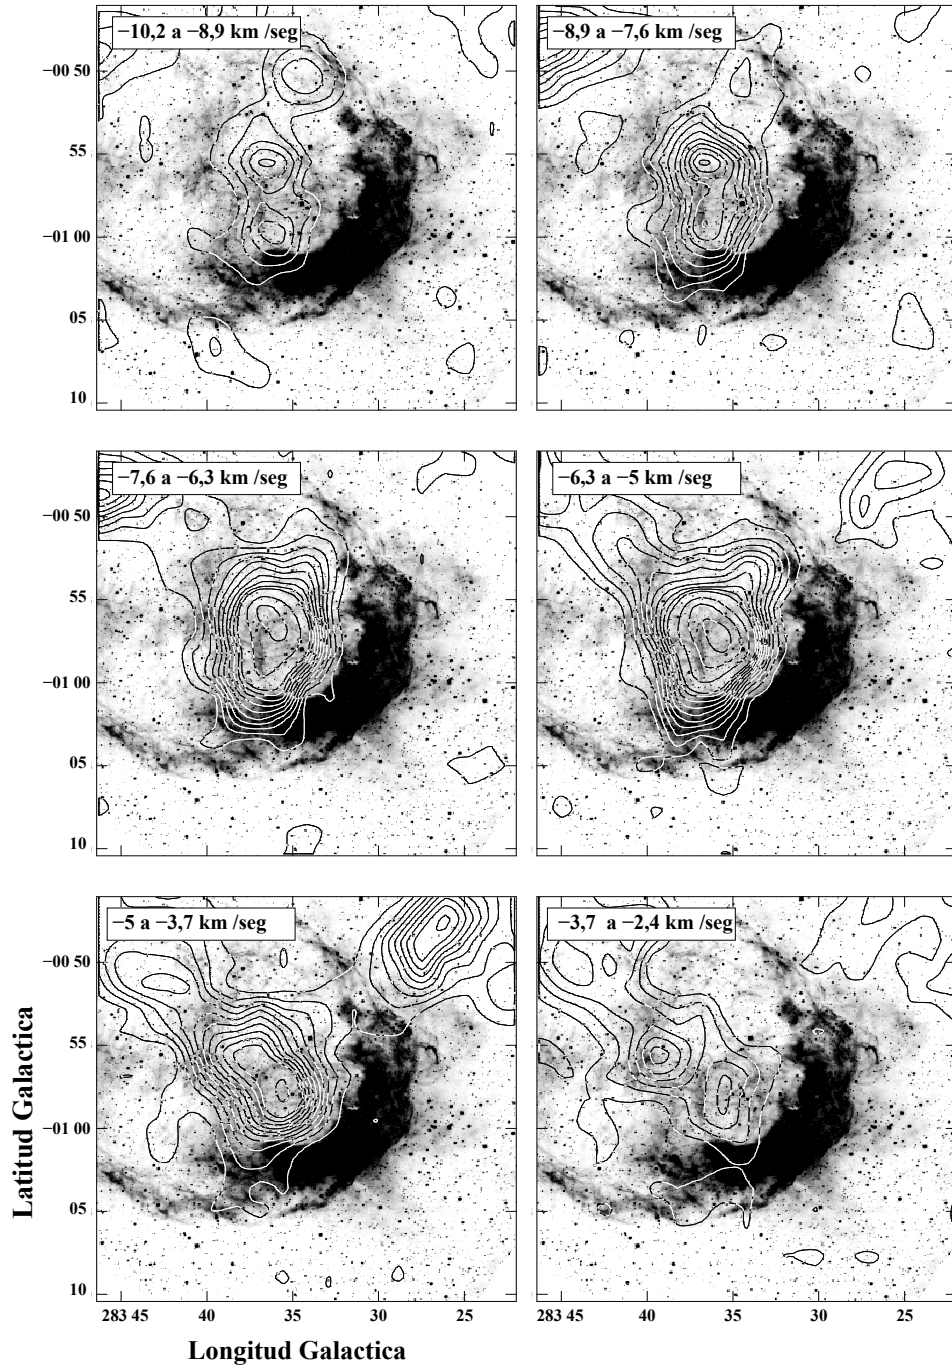 −10,2 a −8,9 km /seg
−8,9 a −7,6 km /seg
−00 50
55
−01 00
05
10
−7,6 a −6,3 km /seg
−6,3 a −5 km /seg
−00 50
55
−01 00
05
10
−5 a −3,7 km /seg
−3,7 a −2,4 km /seg
−00 50
55
−01 00
05
10
283 45 40 35 30 25
283 45 40 35 30 25
Latitud Galactica
Longitud Galactica